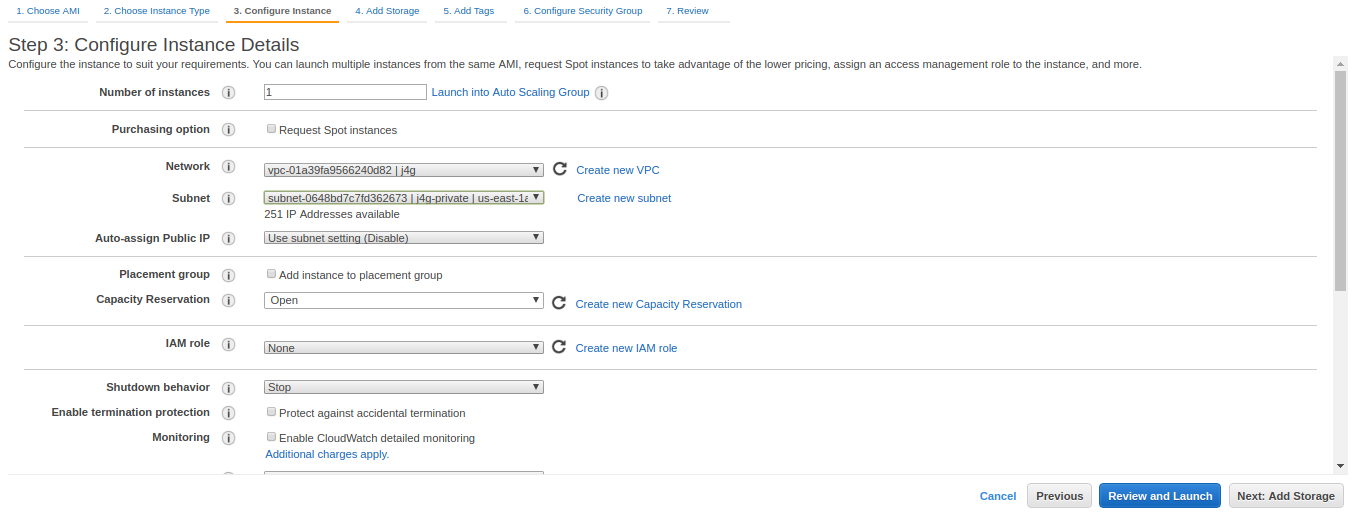 1. Choose AMI 2. Choose Instance Type 3. Configure Instance 4. Add Storage 5. Add Tags 6. Configure Security Group 7. Review
Step 3: Configure Instance Details
Configure the instance to suit your requirements. You can launch multiple instances from the same AMI, request Spot instances to take advantage of the lower pricing, assign an access management role to the instance, and more.
Number of instances i 1 Launch into Auto Scaling Group i
Purchasing option i Request Spot instances
Network i vpc-01a39fa9566240d82 | j4g Create new VPC
Subnet i subnet-0648bd7c7fd362673 | j4g-private | us-east-1a Create new subnet
251 IP Addresses available
Auto-assign Public IP i Use subnet setting (Disable)
Placement group i Add instance to placement group
Capacity Reservation i Open Create new Capacity Reservation
IAM role i None Create new IAM role
Shutdown behavior i Stop
Enable termination protection i Protect against accidental termination
Monitoring i Enable CloudWatch detailed monitoring
Additional charges apply.
Cancel Previous Review and Launch Next: Add Storage